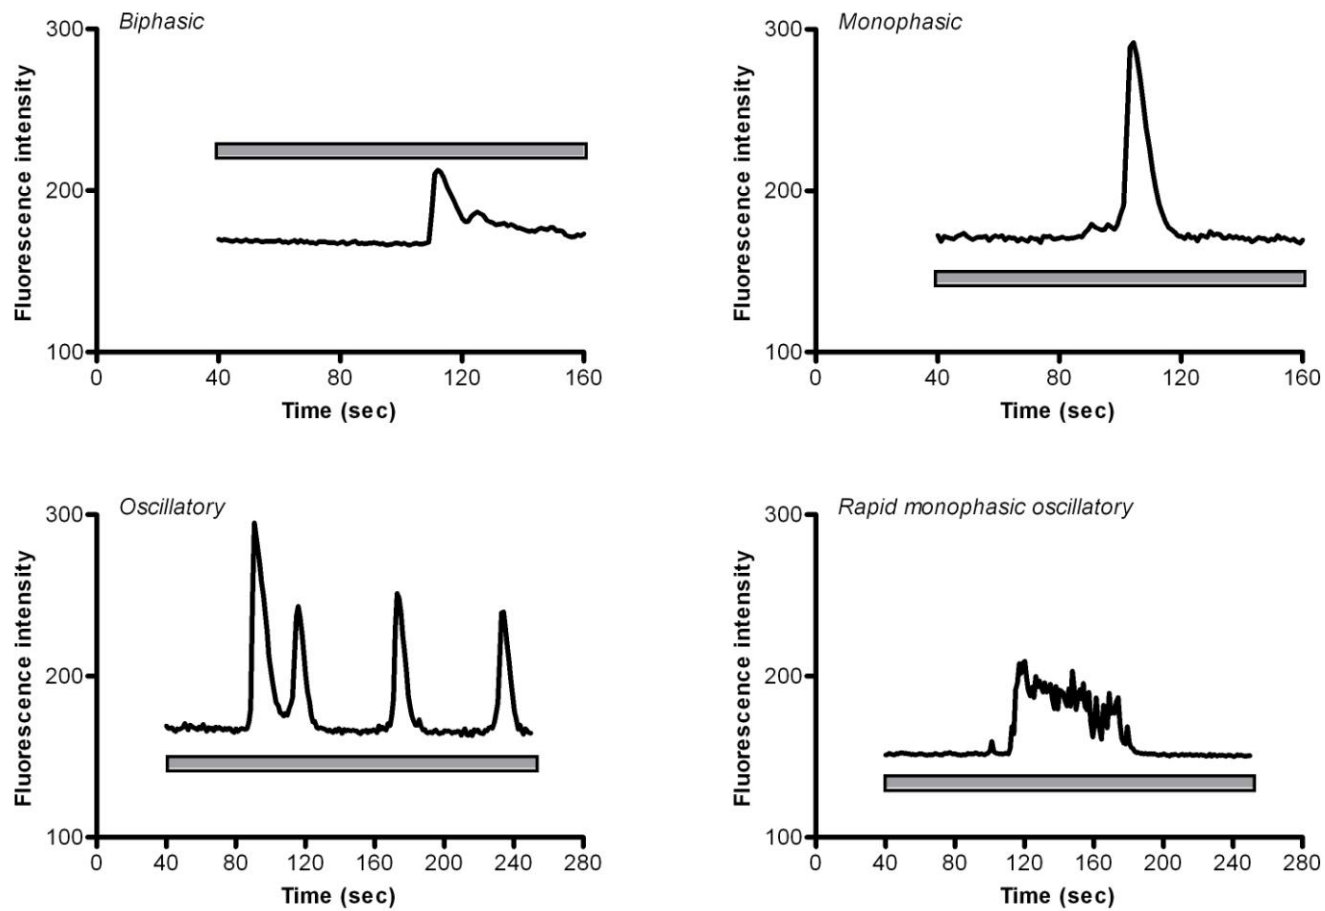 Biphasic
300
200
100
Fluorescence intensity
0 40 80 120 160
Time (sec)
Monophasic
300
200
100
Fluorescence intensity
0 40 80 120 160
Time (sec)
Oscillatory
300
200
100
Fluorescence intensity
0 40 80 120 160 200 240 280
Time (sec)
Rapid monophasic oscillatory
300
200
100
Fluorescence intensity
0 40 80 120 160 200 240 280
Time (sec)